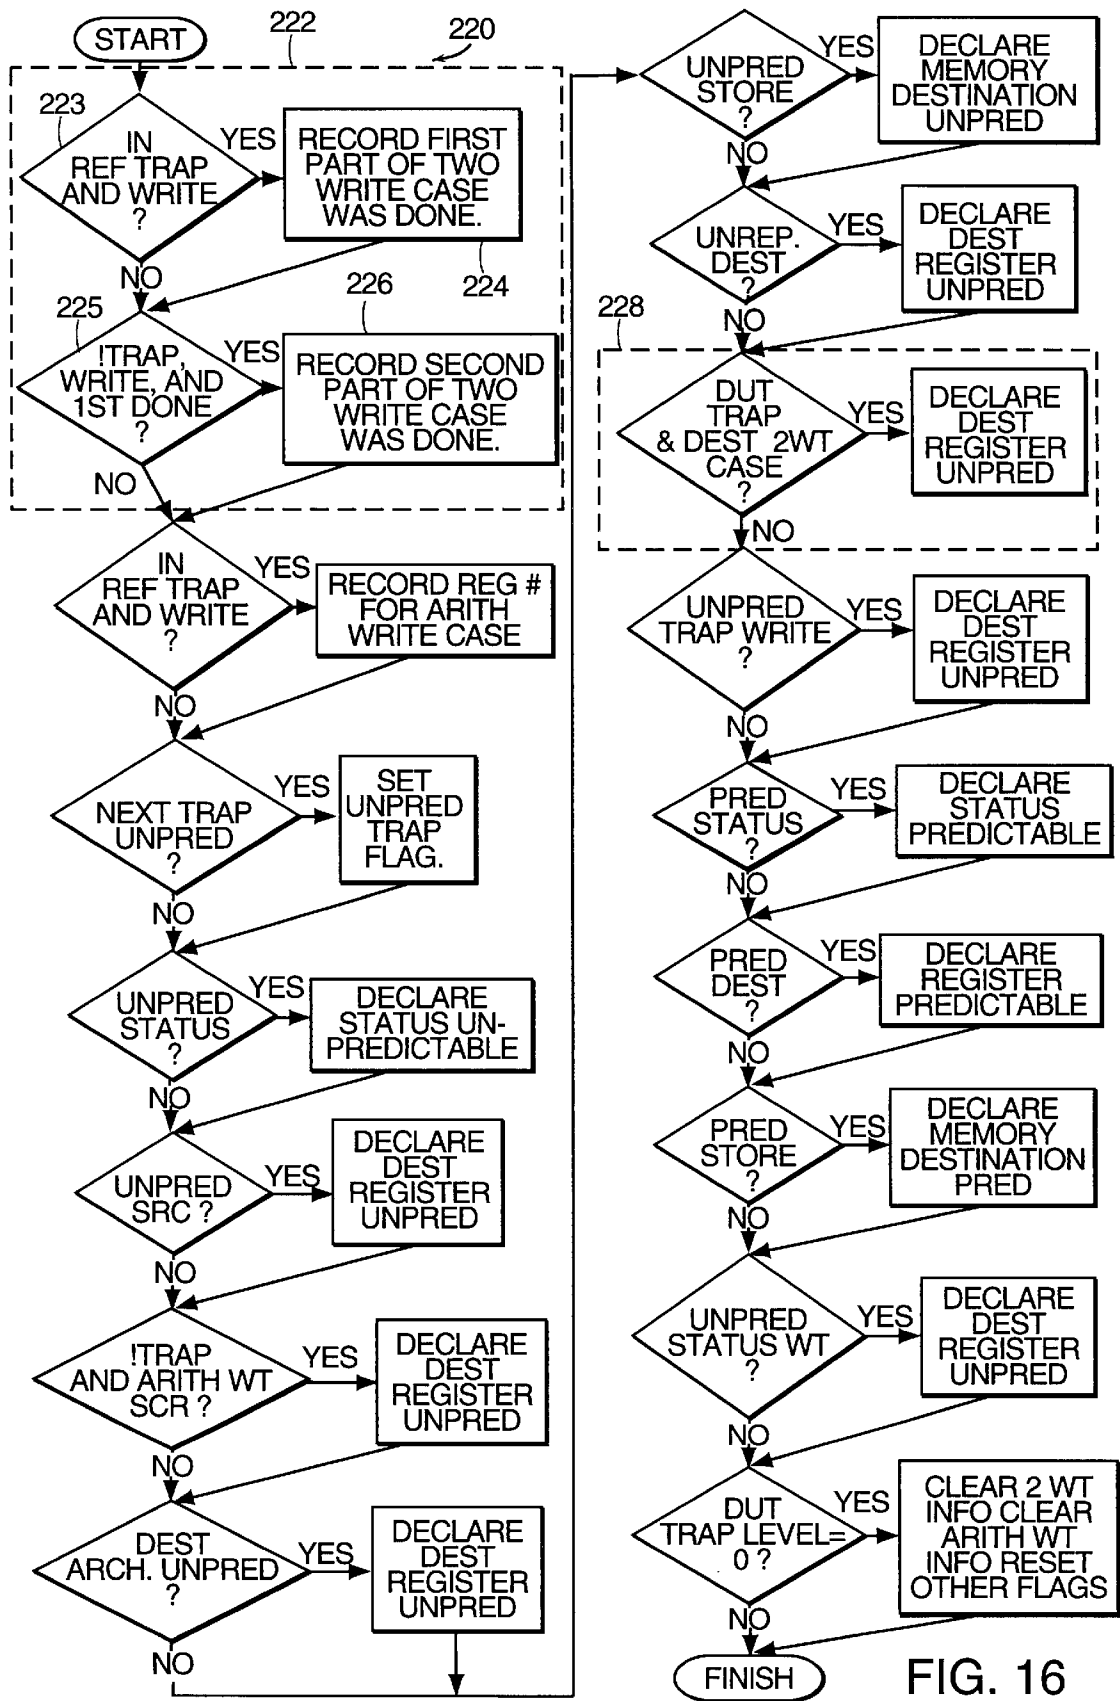 START
222
220
223
IN
REF TRAP
AND WRITE
?
YES
RECORD FIRST
PART OF TWO
WRITE CASE
WAS DONE.
NO
224
225
226
!TRAP,
WRITE, AND
1ST DONE
?
YES
RECORD SECOND
PART OF TWO
WRITE CASE
WAS DONE.
NO
IN
REF TRAP
AND WRITE
?
YES
RECORD REG #
FOR ARITH
WRITE CASE
NO
NEXT TRAP
UNPRED
?
YES
SET
UNPRED
TRAP
FLAG.
NO
UNPRED
STATUS
?
YES
DECLARE
STATUS UN-
PREDICTABLE
NO
UNPRED
SRC ?
YES
DECLARE
DEST
REGISTER
UNPRED
NO
!TRAP
AND ARITH WT
SCR ?
YES
DECLARE
DEST
REGISTER
UNPRED
NO
DEST
ARCH. UNPRED
?
YES
DECLARE
DEST
REGISTER
UNPRED
NO
UNPRED
STORE
?
YES
DECLARE
MEMORY
DESTINATION
UNPRED
NO
UNREP.
DEST
?
YES
DECLARE
DEST
REGISTER
UNPRED
NO
228
DUT
TRAP
& DEST 2WT
CASE
?
YES
DECLARE
DEST
REGISTER
UNPRED
NO
UNPRED
TRAP WRITE
?
YES
DECLARE
DEST
REGISTER
UNPRED
NO
PRED
STATUS
?
YES
DECLARE
STATUS
PREDICTABLE
NO
PRED
DEST
?
YES
DECLARE
REGISTER
PREDICTABLE
NO
PRED
STORE
?
YES
DECLARE
MEMORY
DESTINATION
PRED
NO
UNPRED
STATUS WT
?
YES
DECLARE
DEST
REGISTER
UNPRED
NO
DUT
TRAP LEVEL=
0 ?
YES
CLEAR 2 WT
INFO CLEAR
ARITH WT
INFO RESET
OTHER FLAGS
NO
FINISH
FIG. 16